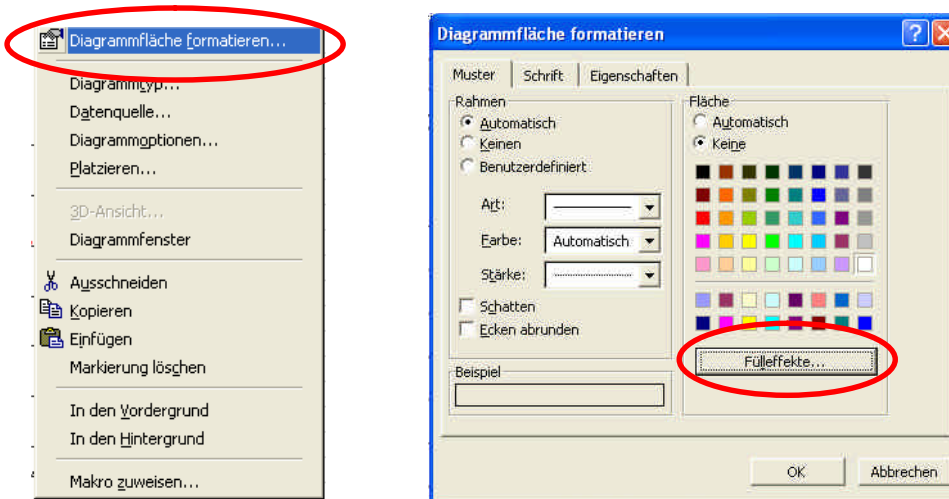 Diagrammfläche formatieren...
Diagrammtyp...
Datenquelle...
Diagrammoptionen...
Platzieren...
3D-Ansicht...
Diagrammfenster
Ausschneiden
Kopieren
Einfügen
Markierung löschen
In den Vordergrund
In den Hintergrund
Makro zuweisen...
Diagrammfläche formatieren
Muster Schrift Eigenschaften
Rahmen
Automatisch
Keinen
Benutzerdefiniert
Art:
Farbe: Automatisch
Stärke:
Schatten
Ecken abrunden
Beispiel
Fläche
Automatisch
Keine
Fülleffekte...
OK Abbrechen